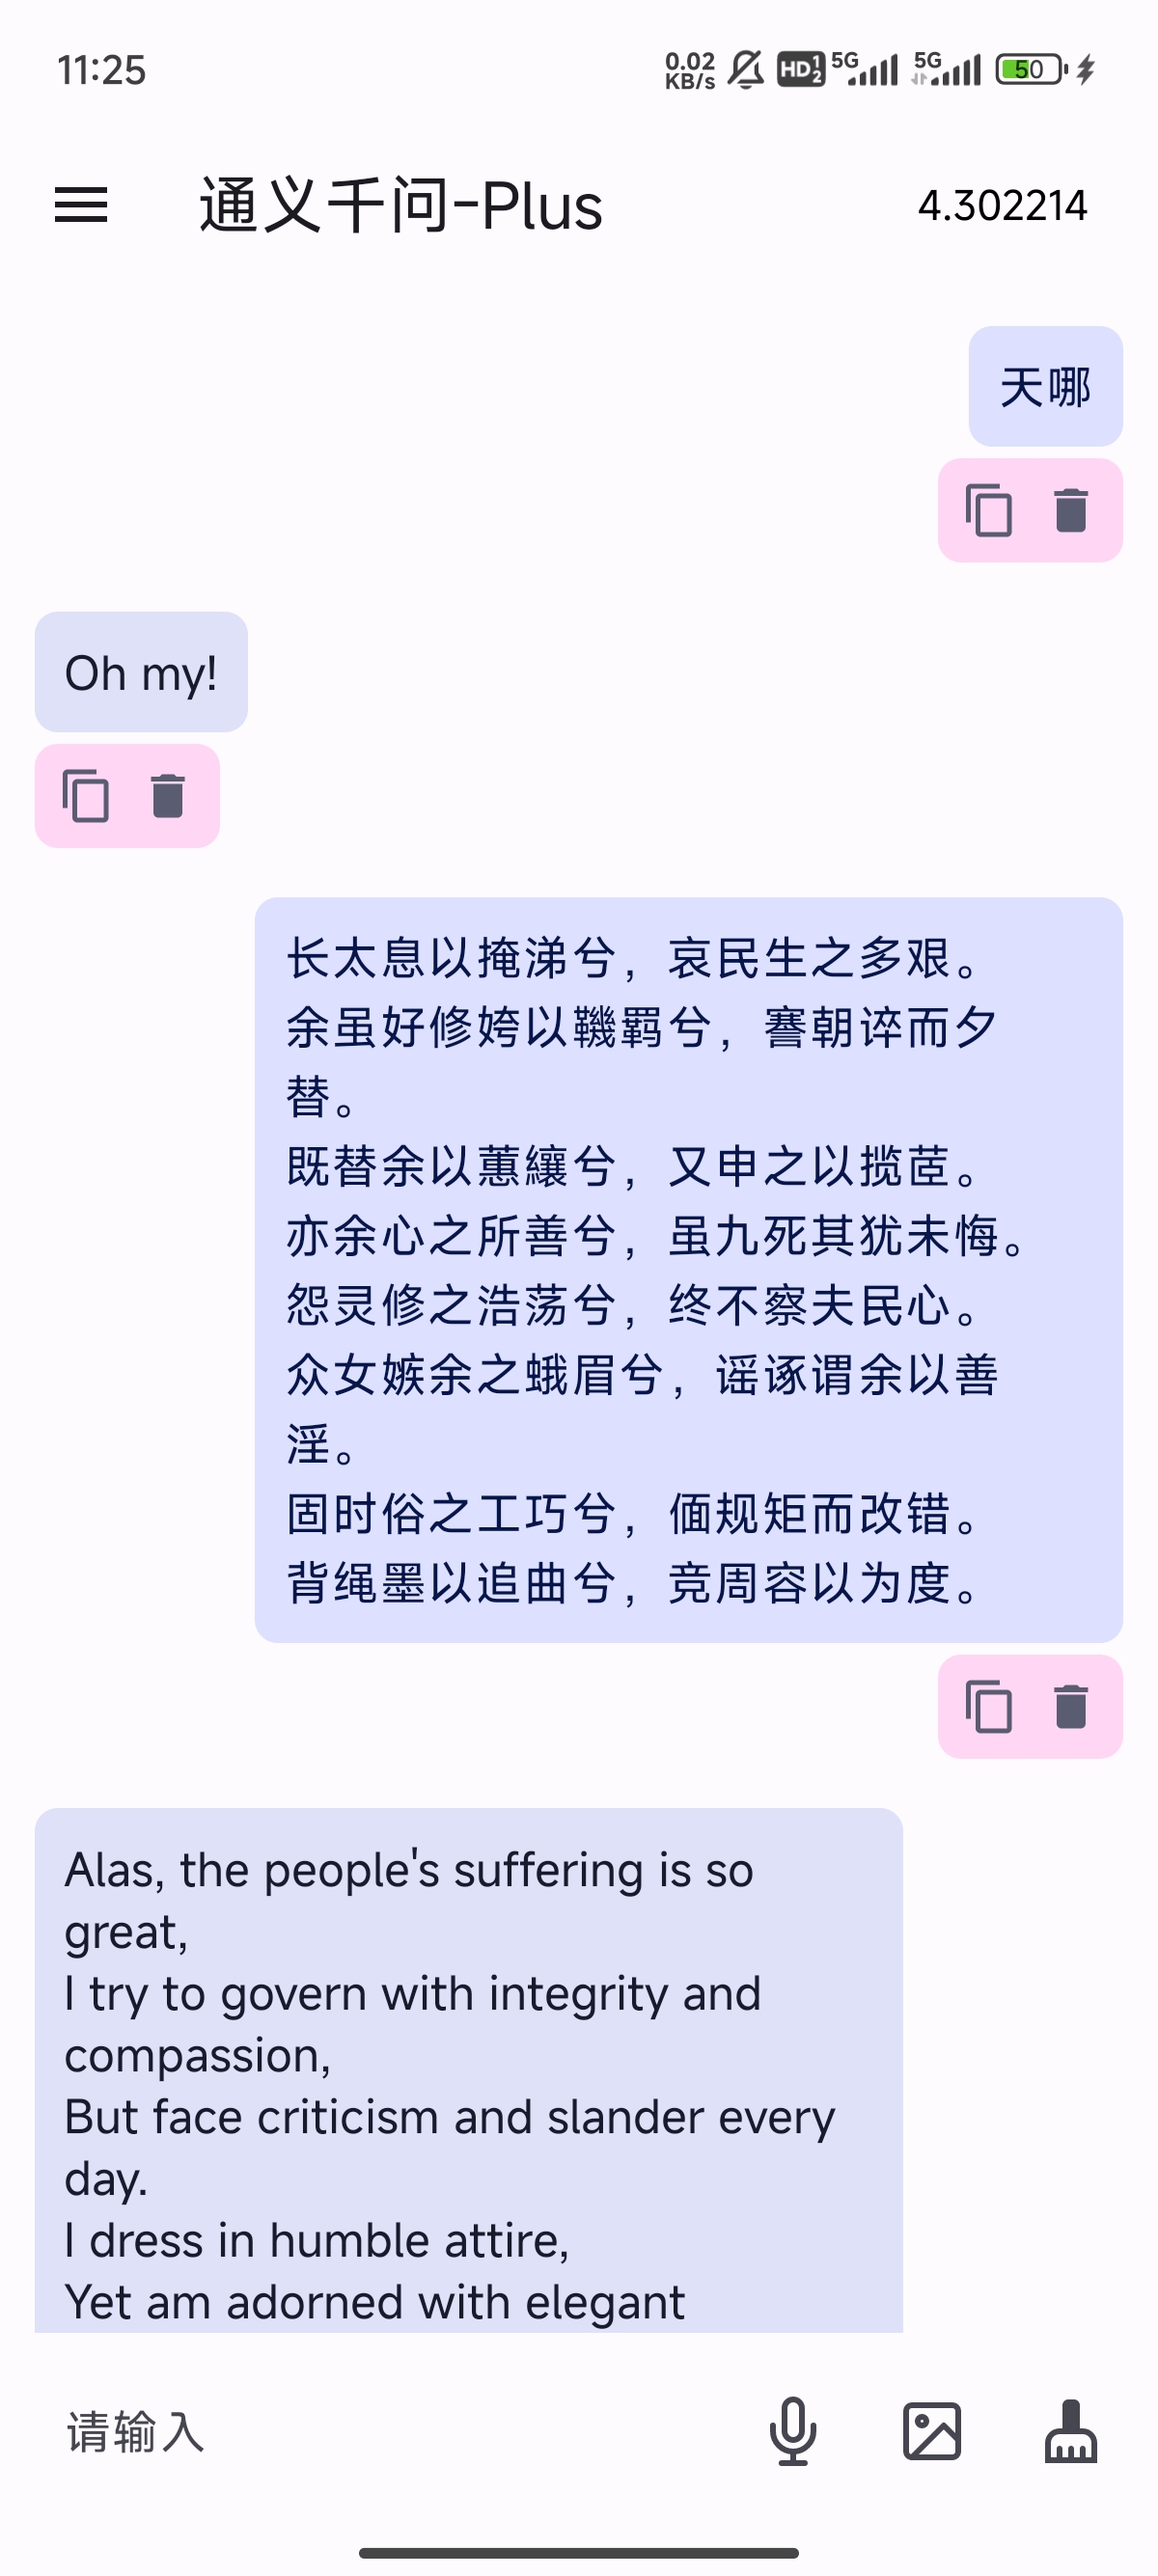 11:25
0.02 KB/s HD 1 2 5G 5G 50
通义千问-Plus
4.302214
天哪
Oh my!
长太息以掩涕兮，哀民生之多艰。
余虽好修姱以鞿羁兮，謇朝谇而夕
替。
既替余以蕙纕兮，又申之以揽茝。
亦余心之所善兮，虽九死其犹未悔。
怨灵修之浩荡兮，终不察夫民心。
众女嫉余之蛾眉兮，谣诼谓余以善
淫。
固时俗之工巧兮，偭规矩而改错。
背绳墨以追曲兮，竞周容以为度。
Alas, the people's suffering is so
great,
I try to govern with integrity and
compassion,
But face criticism and slander every
day.
I dress in humble attire,
Yet am adorned with elegant
请输入